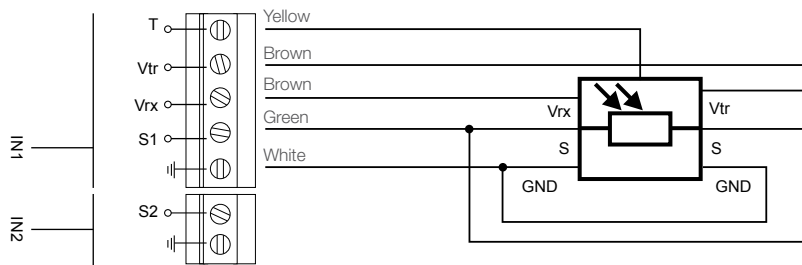 T
Yellow
Vtr
Brown
Vrx
Brown
S1
Green
White
IN1
S2
IN2
Vrx
Vtr
S
S
GND
GND